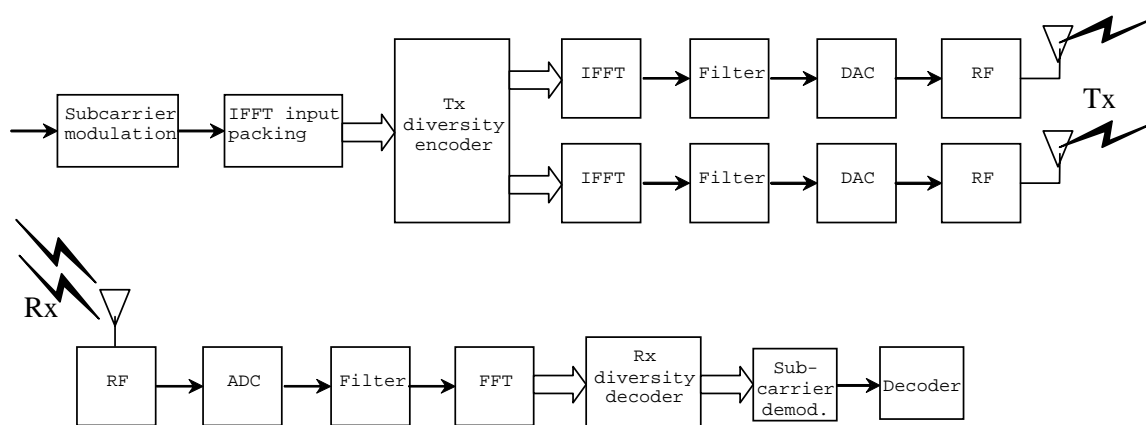 Subcarrier
modulation
IFFT input
packing
Tx
diversity
encoder
IFFT
Filter
DAC
RF
Tx
IFFT
Filter
DAC
RF
Rx
RF
ADC
Filter
FFT
Rx
diversity
decoder
Sub-
carrier
demod.
Decoder